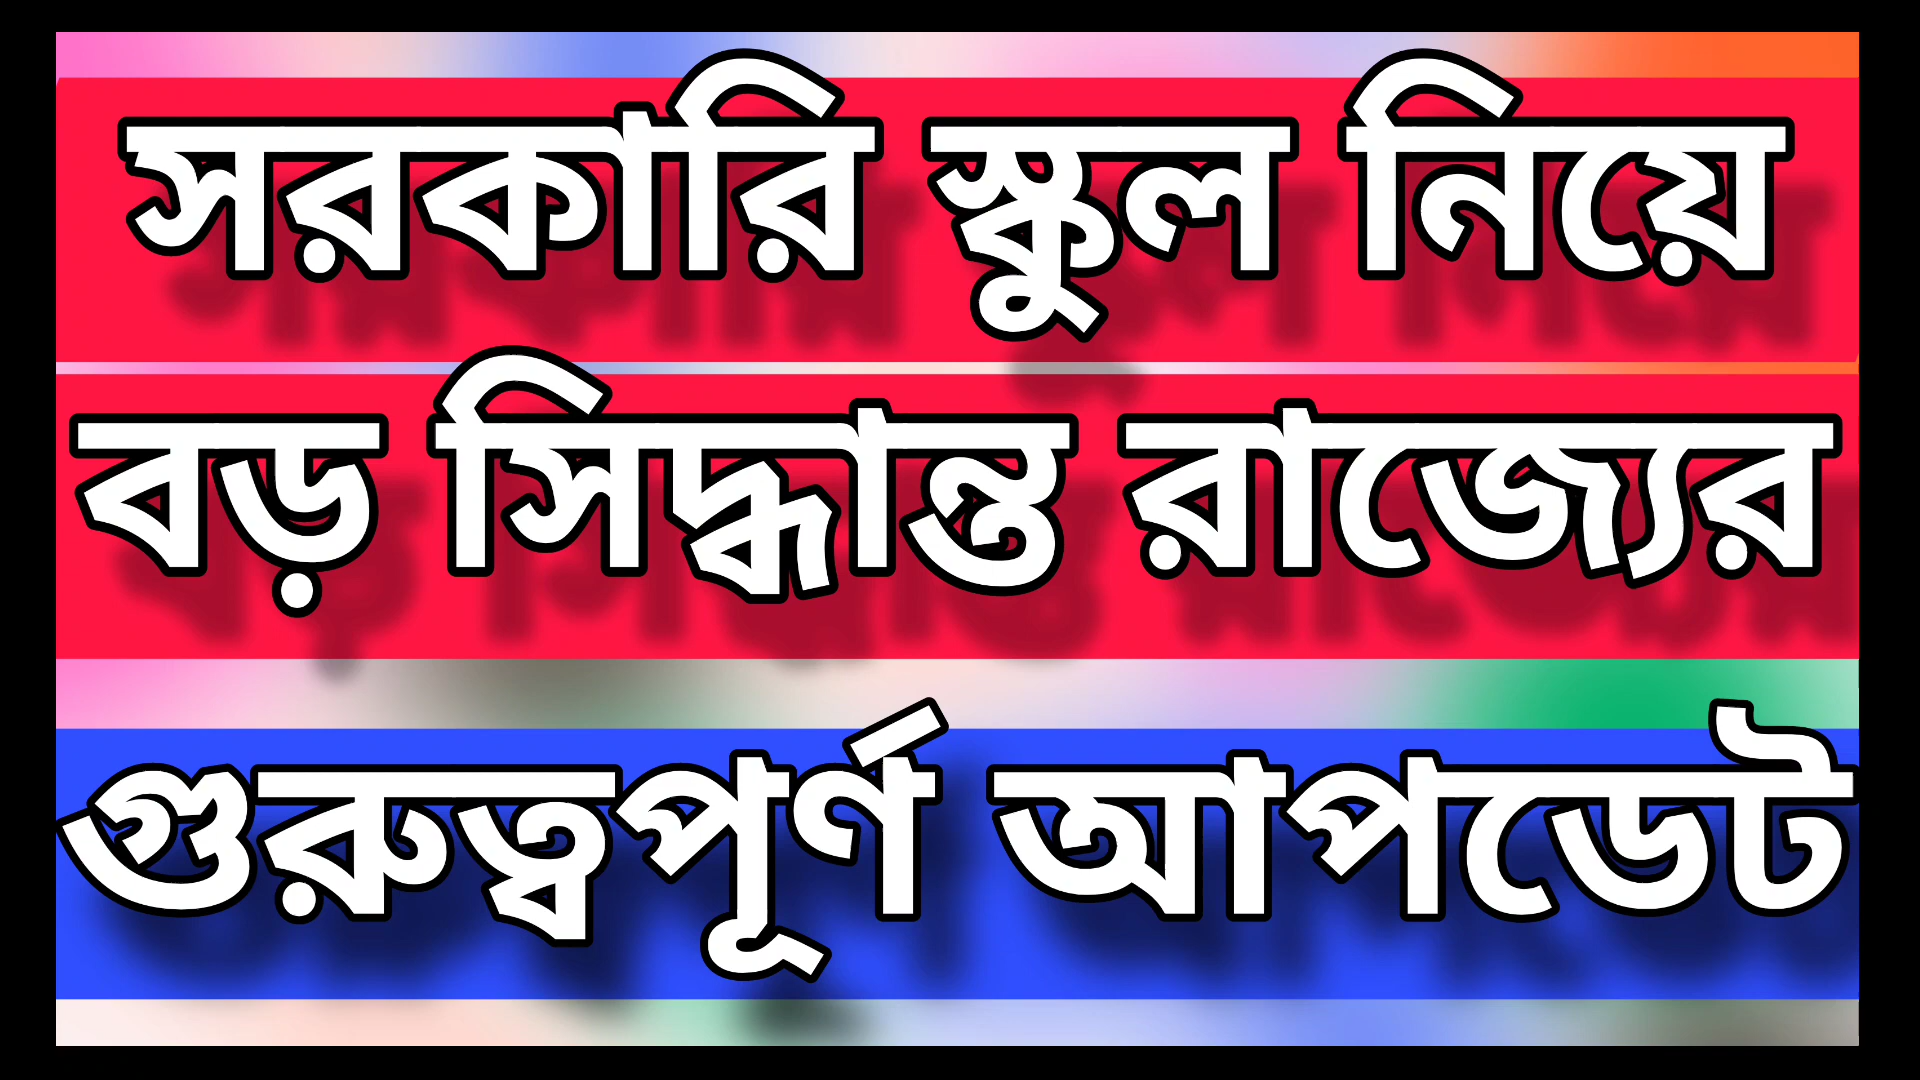 সরকারি স্কুল নিয়ে
বড় সিদ্ধান্ত রাজ্যের
গুরুত্বপূর্ণ আপডেট